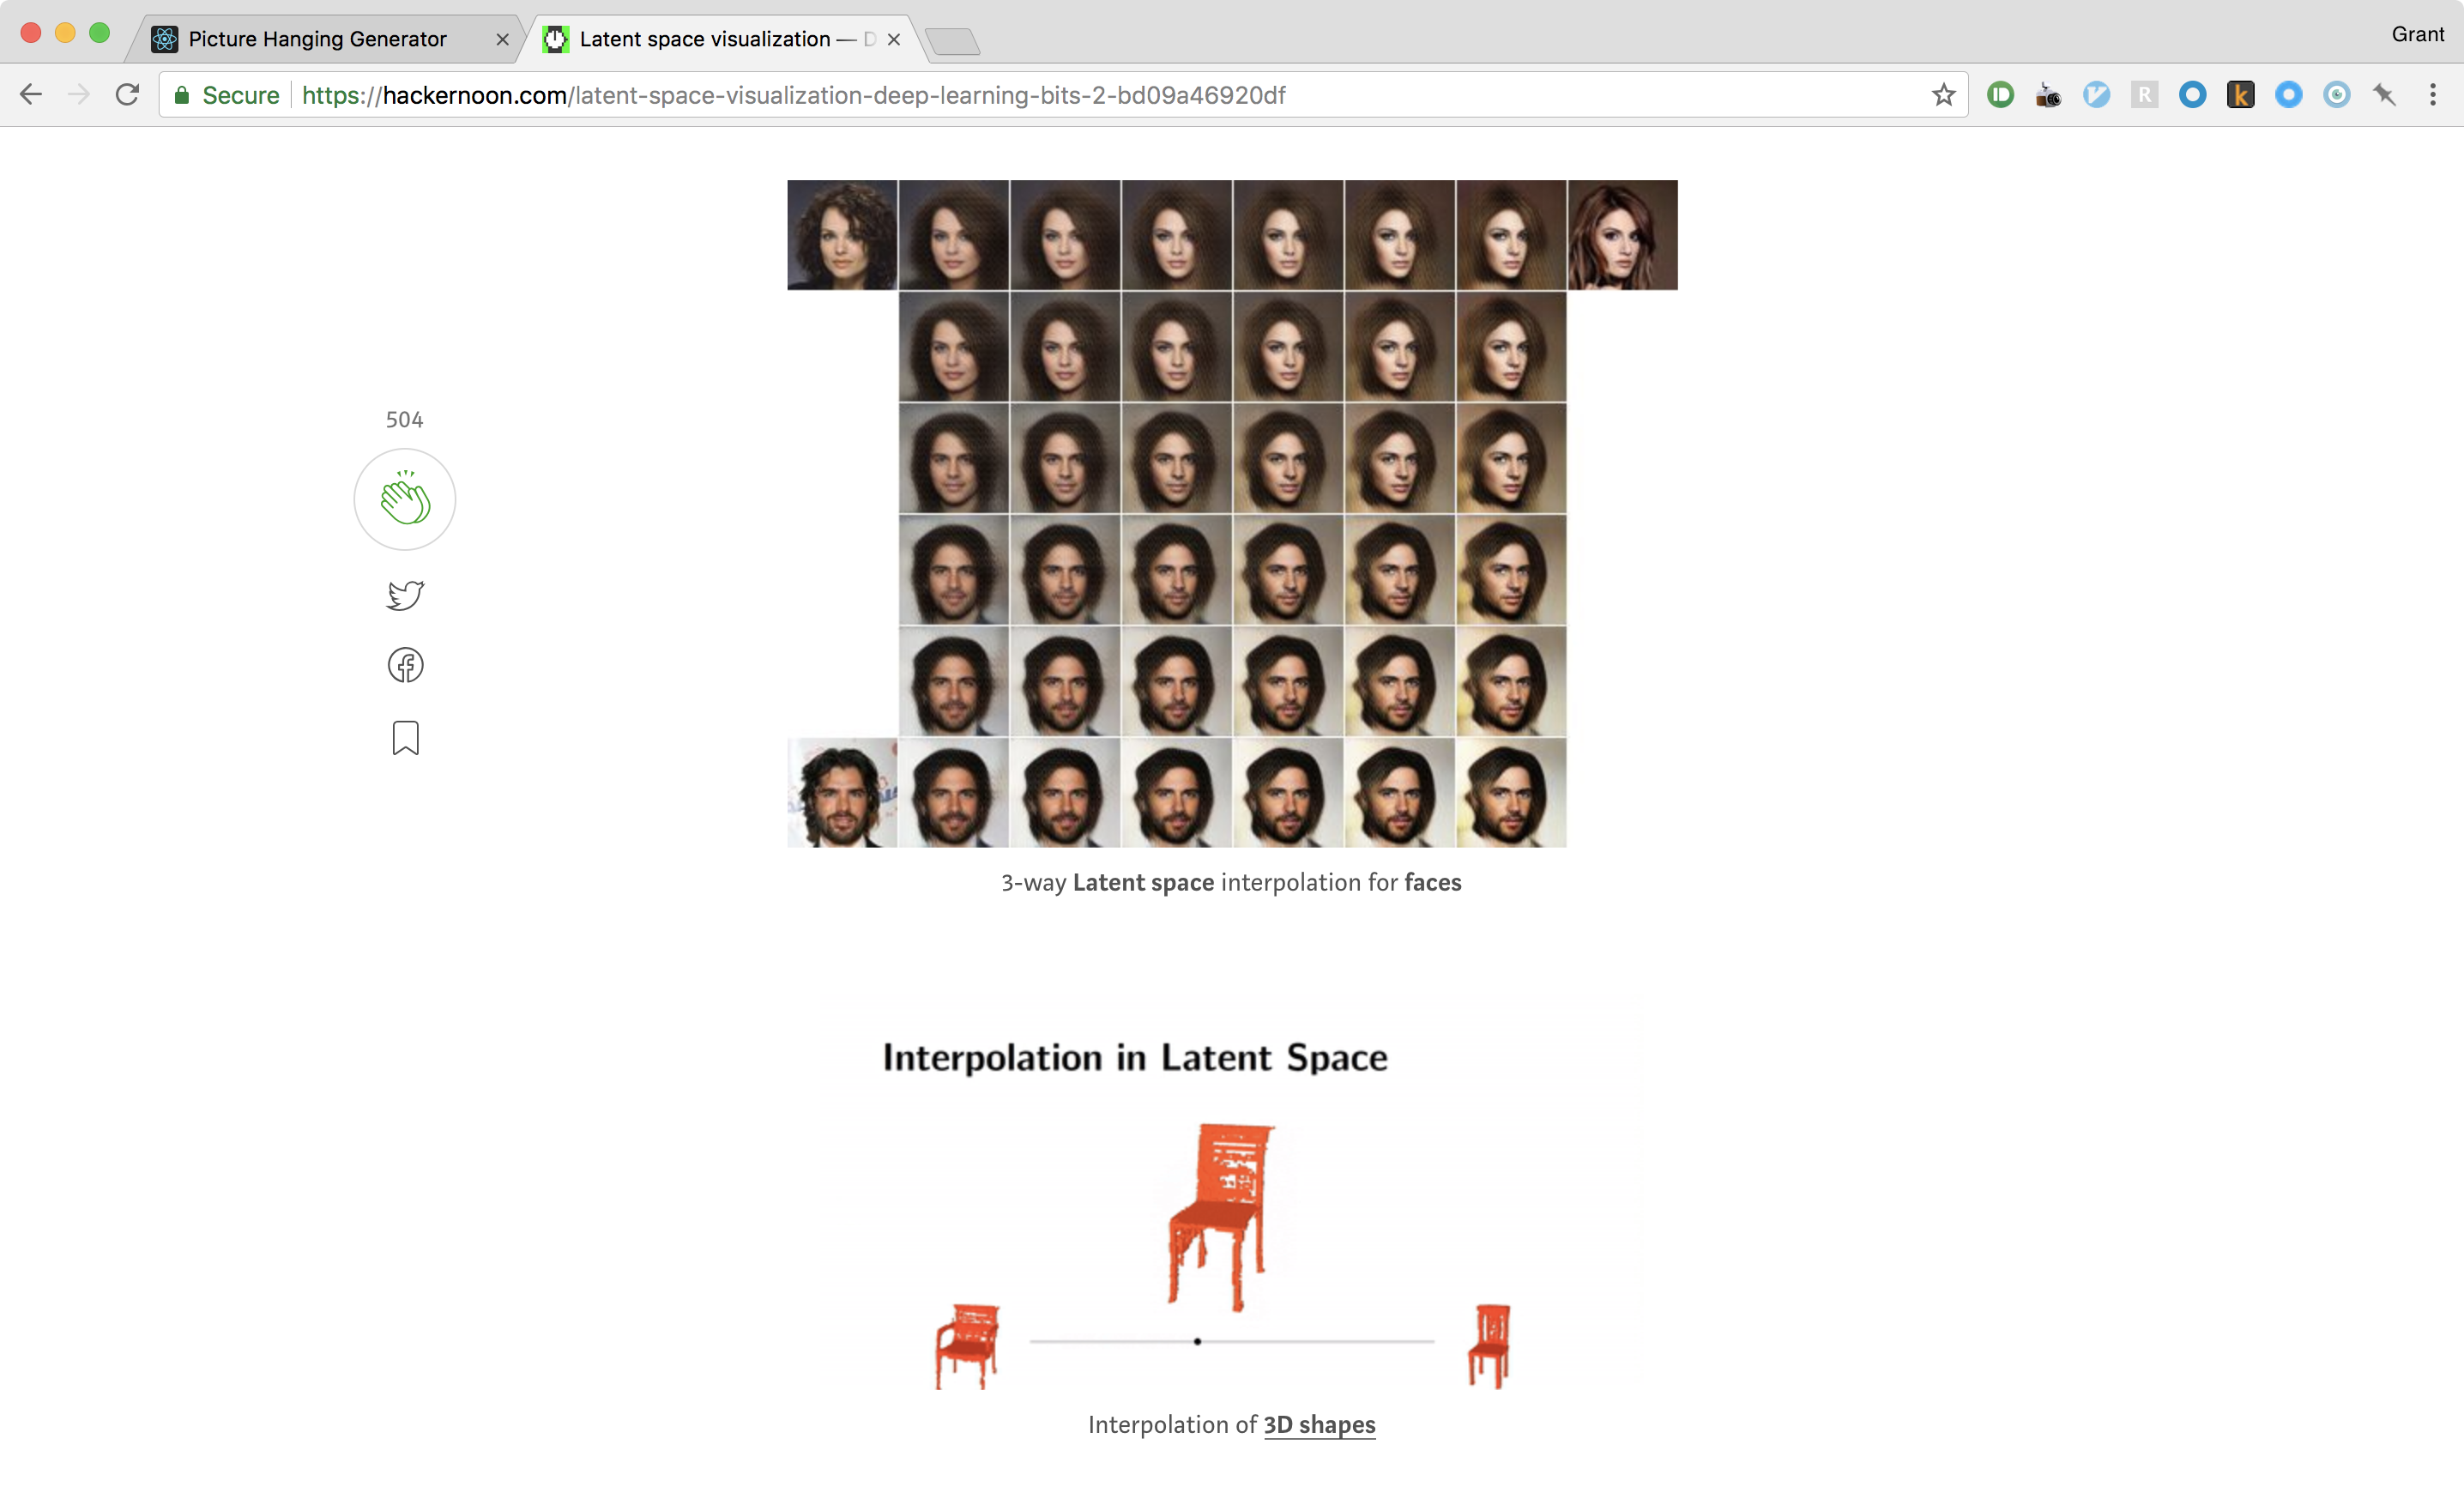 Picture Hanging Generator
Latent space visualization — D
Grant
Secure
https://hackernoon.com/latent-space-visualization-deep-learning-bits-2-bd09a46920df
R
k
504
3-way Latent space interpolation for faces
Interpolation in Latent Space
Interpolation of 3D shapes